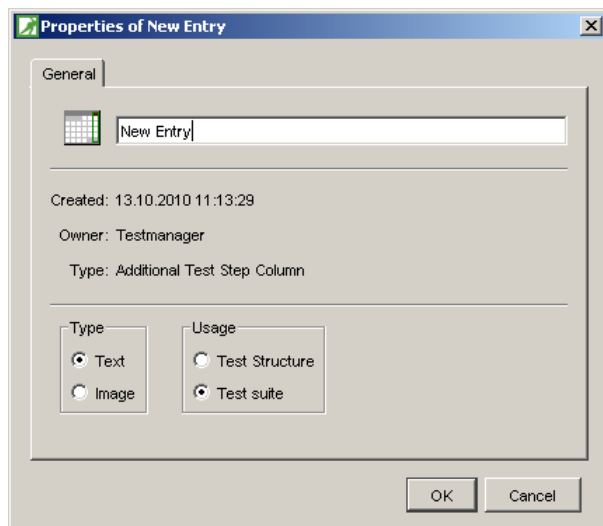 Properties of New Entry
General
New Entry
Created: 13.10.2010 11:13:29
Owner: Testmanager
Type: Additional Test Step Column
Type
Text
Image
Usage
Test Structure
Test suite
OK
Cancel